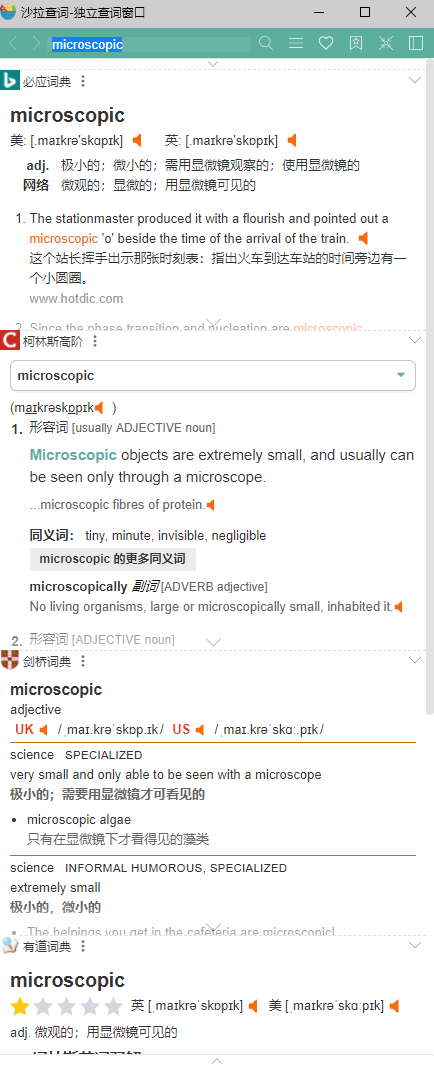 沙拉查词-独立查词窗口
microscopic
必应词典
microscopic
美: [.maɪkrə'skɑpɪk] 英: [.maɪkrə'skɒpɪk]
adj. 极小的；微小的；需用显微镜观察的；使用显微镜的
网络 微观的；显微的；用显微镜可见的
1. The stationmaster produced it with a flourish and pointed out a
microscopic 'o' beside the time of the arrival of the train.
这个站长挥手出示那张时刻表：指出火车到达车站的时间旁边有一
个小圆圈。
www.hotdic.com
2. Since the phase transition and nucleation are microscopic
柯林斯高阶
microscopic
(maɪkrəskɒpɪk )
1. 形容词 [usually ADJECTIVE noun]
Microscopic objects are extremely small, and usually can
be seen only through a microscope.
...microscopic fibres of protein.
同义词： tiny, minute, invisible, negligible
microscopic 的更多同义词
microscopically 副词 [ADVERB adjective]
No living organisms, large or microscopically small, inhabited it.
2. 形容词 [ADJECTIVE noun]
剑桥词典
microscopic
adjective
UK /ˌmaɪ.krəˈskɒp.ɪk/ US /ˌmaɪ.krəˈskɑː.pɪk/
science SPECIALIZED
very small and only able to be seen with a microscope
极小的；需要用显微镜才可看见的
• microscopic algae
只有在显微镜下才看得见的藻类
science INFORMAL HUMOROUS, SPECIALIZED
extremely small
极小的，微小的
• The helpings you get in the cafeteria are microscopic!
有道词典
microscopic
英 [ˌmaɪkrəˈskɒpɪk] 美 [ˌmaɪkrəˈskɑːpɪk]
adj. 微观的；用显微镜可见的